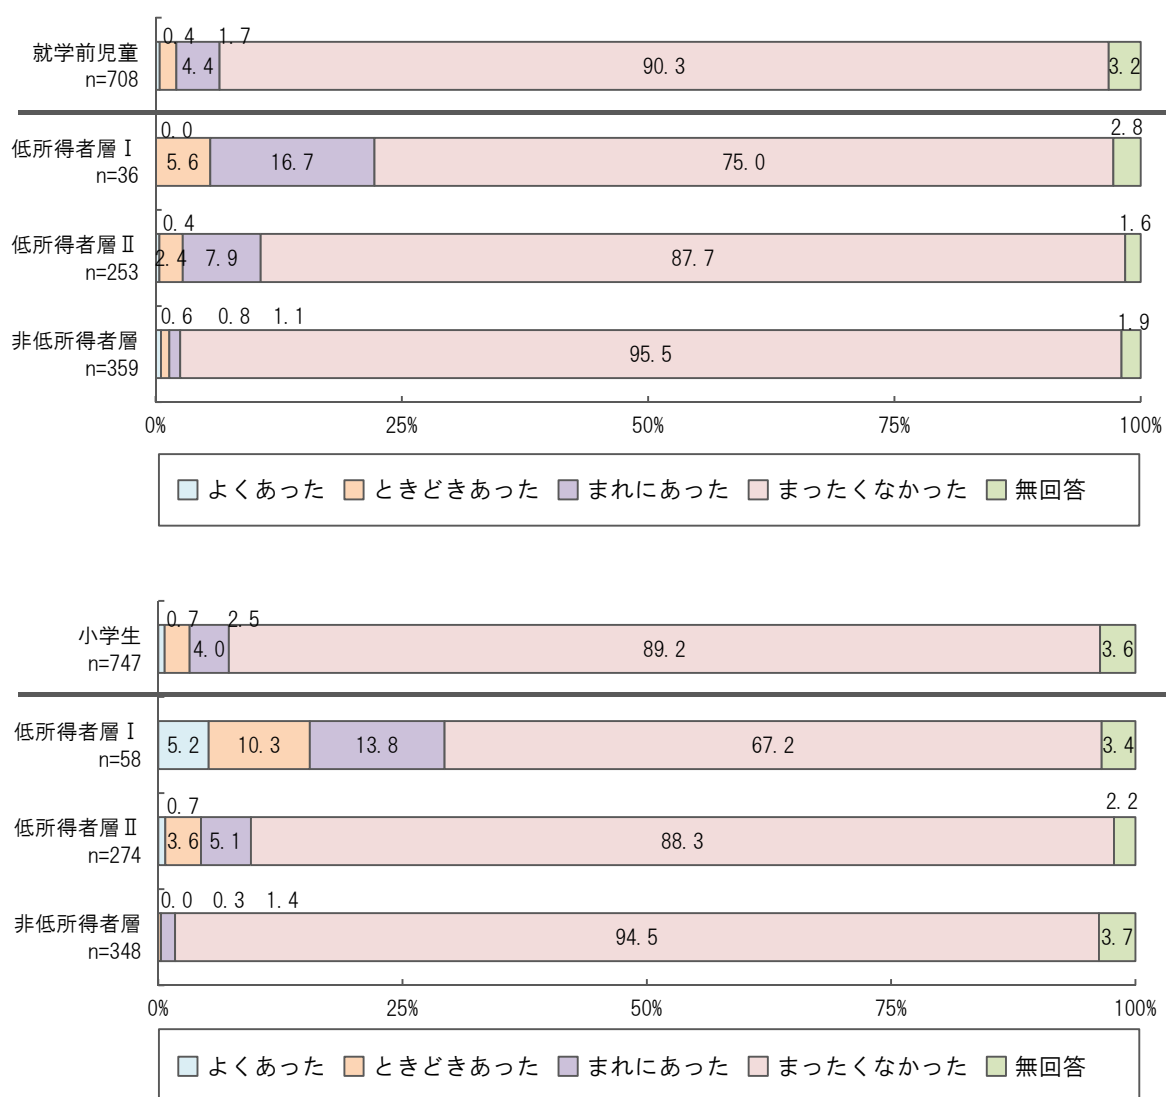 0.4 1.7
就学前児童
n=708
4.4 90.3 3.2
0.0 2.8
低所得者層Ⅰ
n=36
5.6 16.7 75.0
0.4 1.6
低所得者層Ⅱ
n=253
2.4 7.9 87.7
0.6 0.8 1.1 1.9
非低所得者層
n=359
95.5
0% 25% 50% 75% 100%
よくあった ときどきあった まれにあった まったくなかった 無回答
0.7 2.5
小学生
n=747
4.0 89.2 3.6
低所得者層Ⅰ
n=58
5.2 10.3 13.8 67.2 3.4
0.7 2.2
低所得者層Ⅱ
n=274
3.6 5.1 88.3
0.0 0.3 1.4
非低所得者層
n=348
94.5 3.7
0% 25% 50% 75% 100%
よくあった ときどきあった まれにあった まったくなかった 無回答